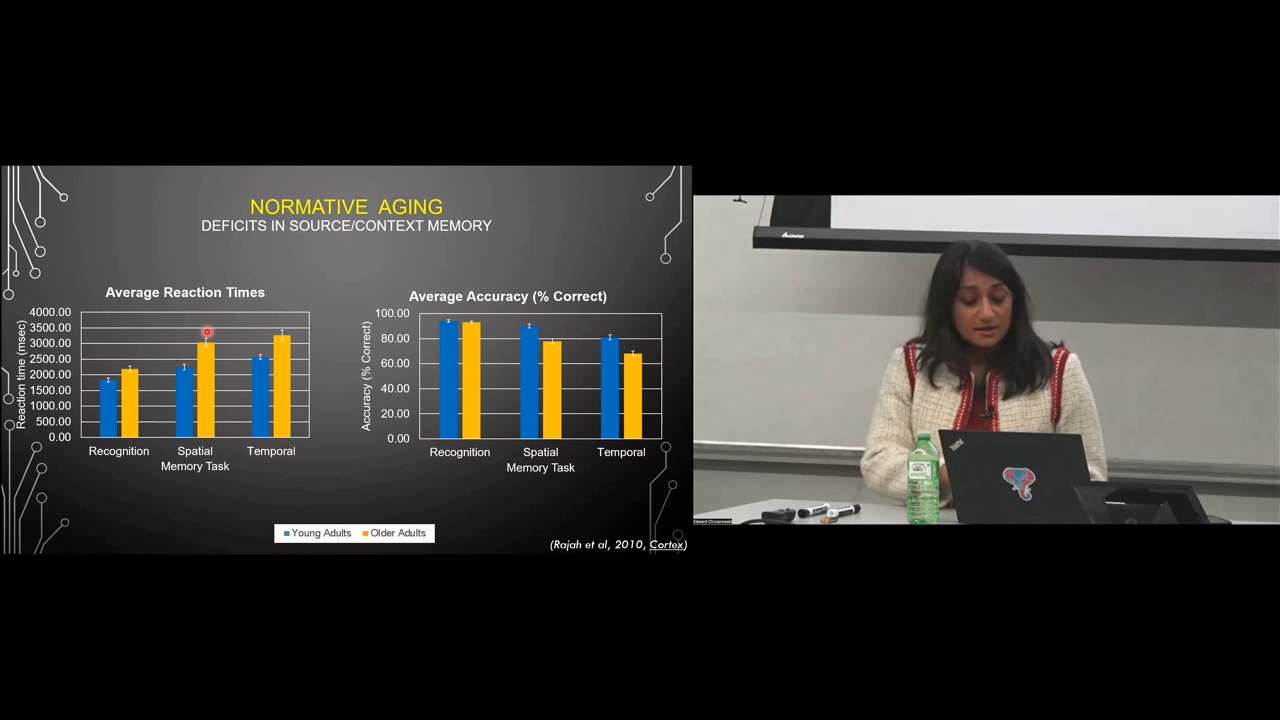 NORMATIVE AGING
DEFICITS IN SOURCE/CONTEXT MEMORY
Average Reaction Times
Reaction time (msec)
4000.00
3500.00
3000.00
2500.00
2000.00
1500.00
1000.00
500.00
0.00
Recognition
Spatial
Temporal
Memory Task
Average Accuracy (% Correct)
Accuracy (% Correct)
100.00
80.00
60.00
40.00
20.00
0.00
Recognition
Spatial
Temporal
Memory Task
Young Adults
Older Adults
(Rajah et al, 2010, Cortex)
ThinkPad
Edward Chrzanowski